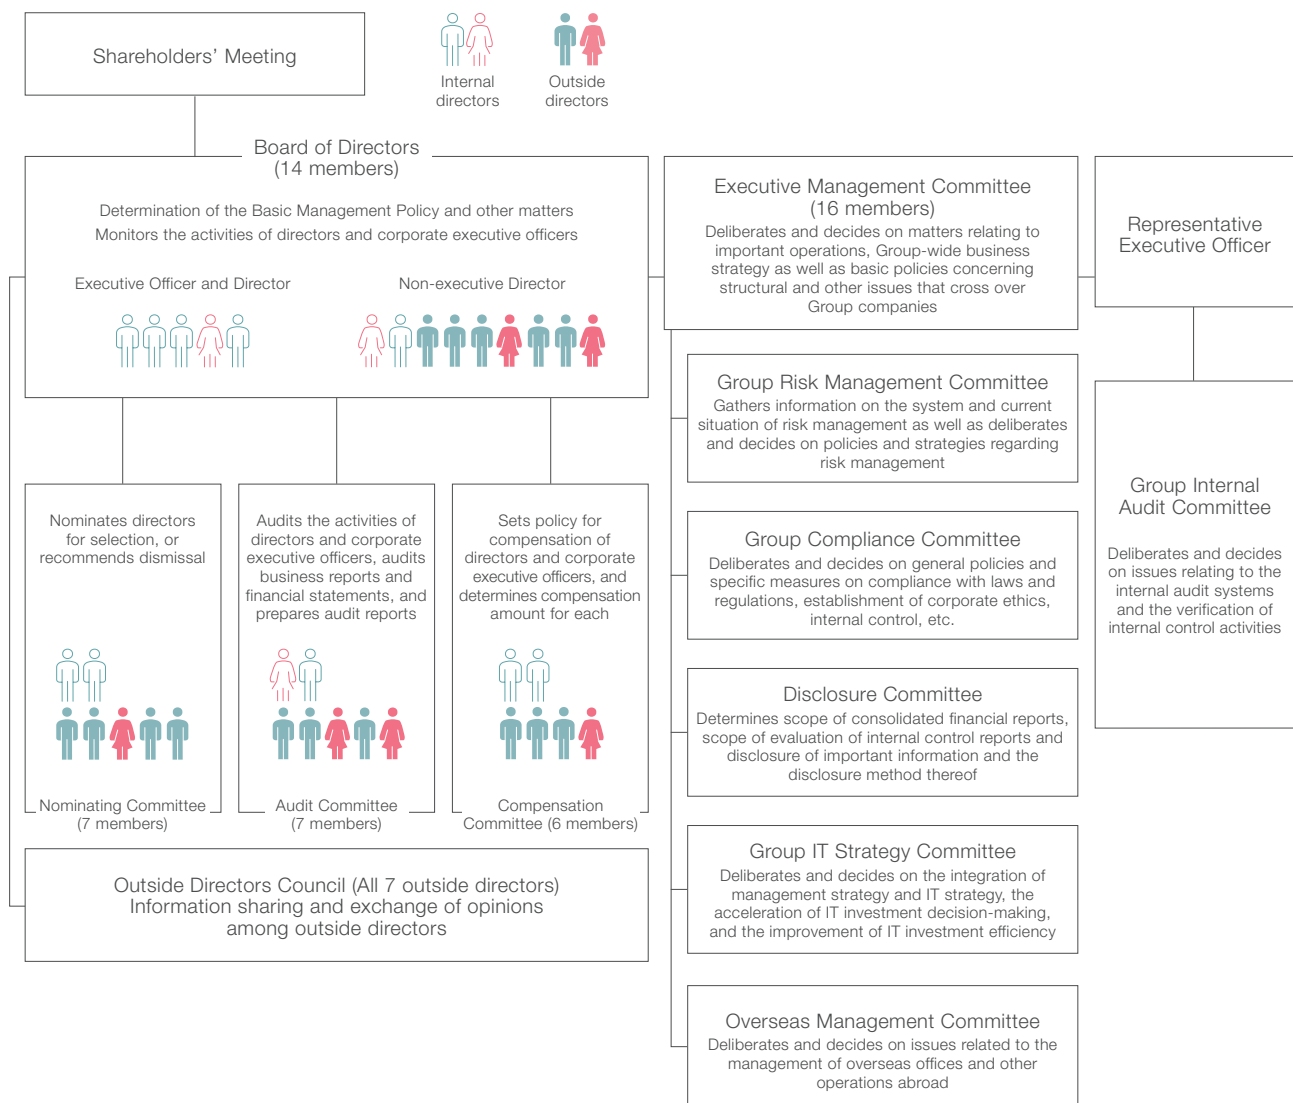 Shareholders’ Meeting
Internal
directors
Outside
directors
Board of Directors
(14 members)
Determination of the Basic Management Policy and other matters
Monitors the activities of directors and corporate executive officers
Executive Officer and Director
Non-executive Director
Nominates directors
for selection, or
recommends dismissal
Nominating Committee
(7 members)
Audits the activities of
directors and corporate
executive officers, audits
business reports and
financial statements, and
prepares audit reports
Audit Committee
(7 members)
Sets policy for
compensation of
directors and corporate
executive officers, and
determines compensation
amount for each
Compensation
Committee (6 members)
Outside Directors Council (All 7 outside directors)
Information sharing and exchange of opinions
among outside directors
Executive Management Committee
(16 members)
Deliberates and decides on matters relating to
important operations, Group-wide business
strategy as well as basic policies concerning
structural and other issues that cross over
Group companies
Group Risk Management Committee
Gathers information on the system and current
situation of risk management as well as deliberates
and decides on policies and strategies regarding
risk management
Group Compliance Committee
Deliberates and decides on general policies and
specific measures on compliance with laws and
regulations, establishment of corporate ethics,
internal control, etc.
Disclosure Committee
Determines scope of consolidated financial reports,
scope of evaluation of internal control reports and
disclosure of important information and the
disclosure method thereof
Group IT Strategy Committee
Deliberates and decides on the integration of
management strategy and IT strategy, the
acceleration of IT investment decision-making,
and the improvement of IT investment efficiency
Overseas Management Committee
Deliberates and decides on issues related to the
management of overseas offices and other
operations abroad
Representative
Executive Officer
Group Internal
Audit Committee
Deliberates and decides
on issues relating to the
internal audit systems
and the verification of
internal control activities